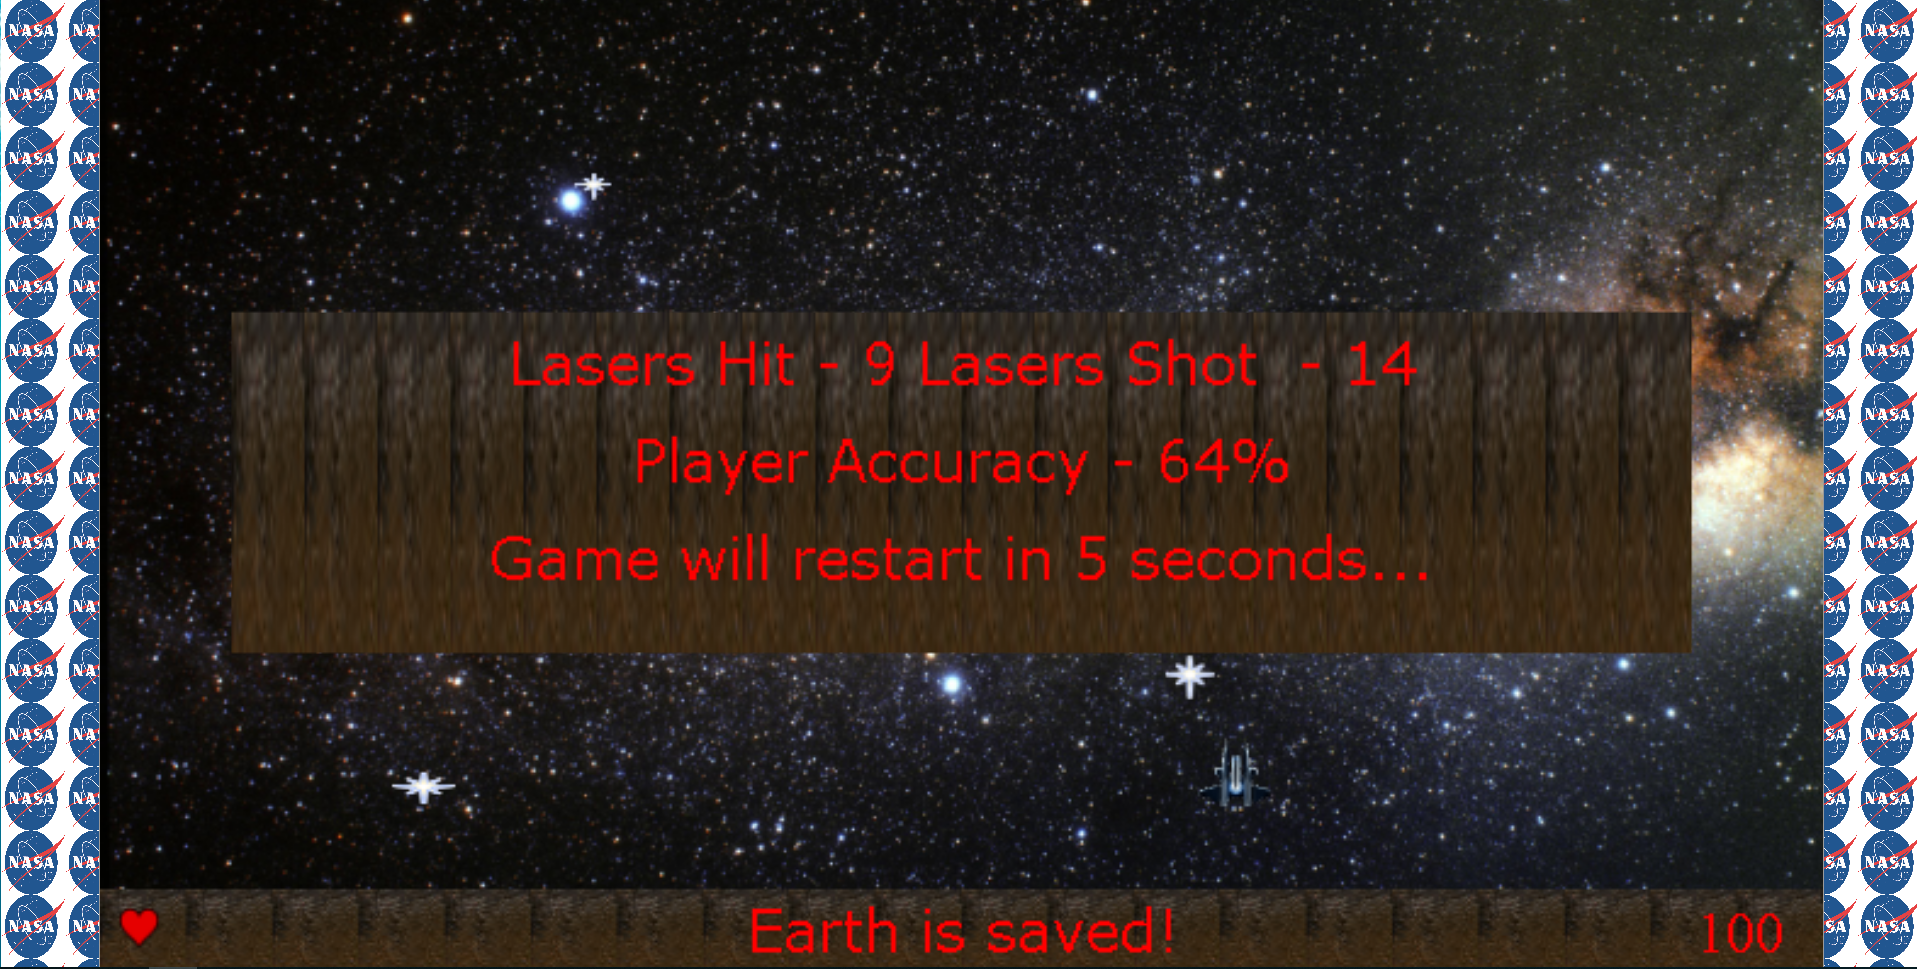 Lasers Hit - 9 Lasers Shot  - 14
Player Accuracy - 64%
Game will restart in 5 seconds...
Earth is saved!
100
NASA